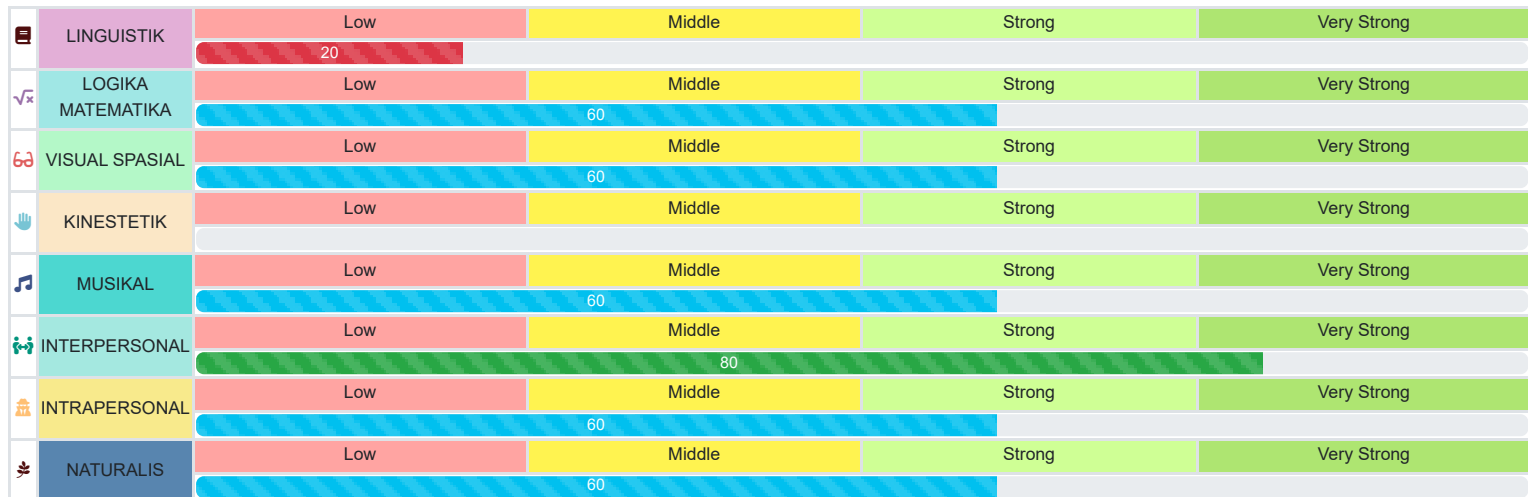 LINGUISTIK
Low Middle Strong Very Strong
20
LOGIKA
MATEMATIKA
Low Middle Strong Very Strong
60
VISUAL SPASIAL
Low Middle Strong Very Strong
60
KINESTETIK
Low Middle Strong Very Strong
MUSIKAL
Low Middle Strong Very Strong
60
INTERPERSONAL
Low Middle Strong Very Strong
80
INTRAPERSONAL
Low Middle Strong Very Strong
60
NATURALIS
Low Middle Strong Very Strong
60